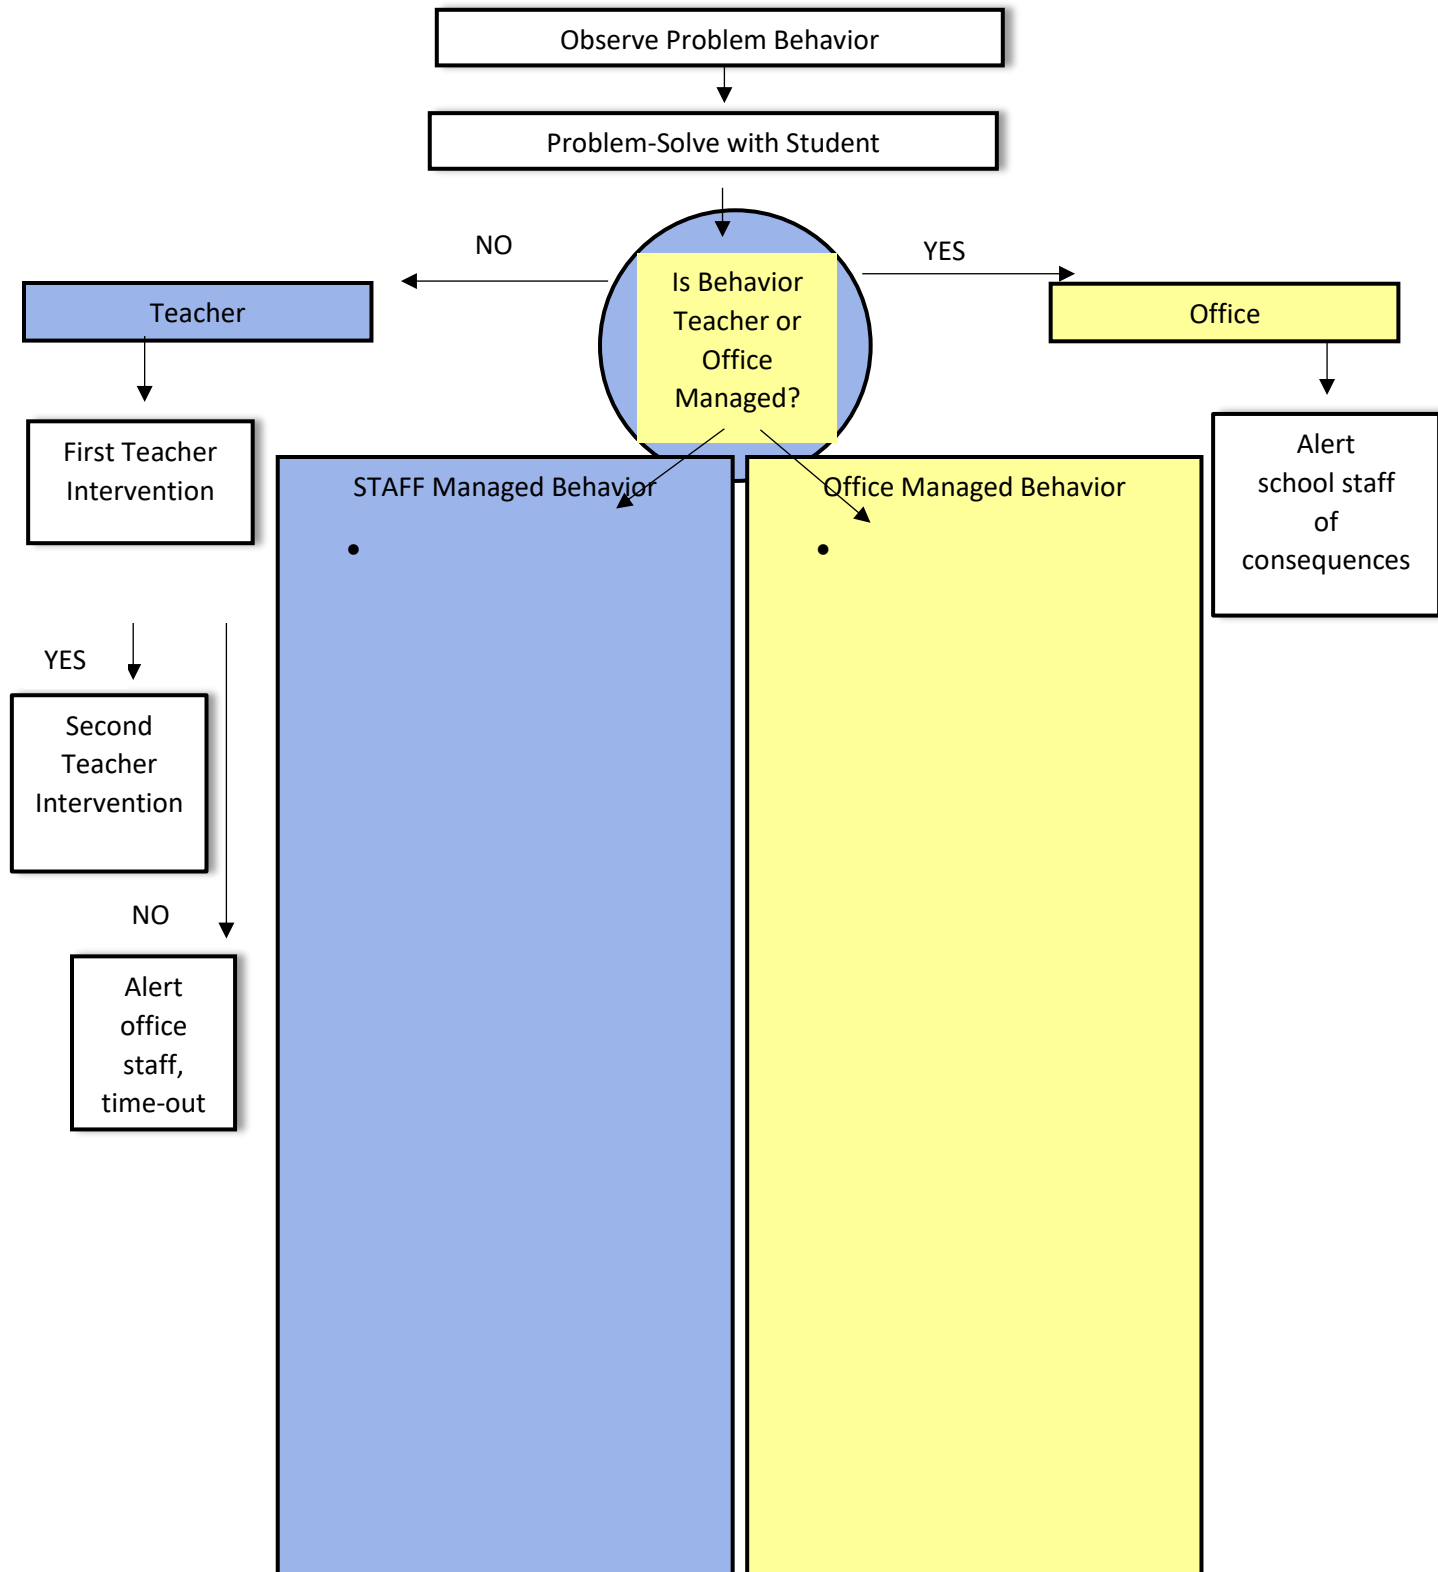 Observe Problem Behavior
Problem-Solve with Student
NO
YES
Is Behavior
Teacher or
Office
Managed?
Teacher
Office
First Teacher
Intervention
STAFF Managed Behavior
•
Office Managed Behavior
•
Alert
school staff
of
consequences
YES
Second
Teacher
Intervention
NO
Alert
office
staff,
time-out